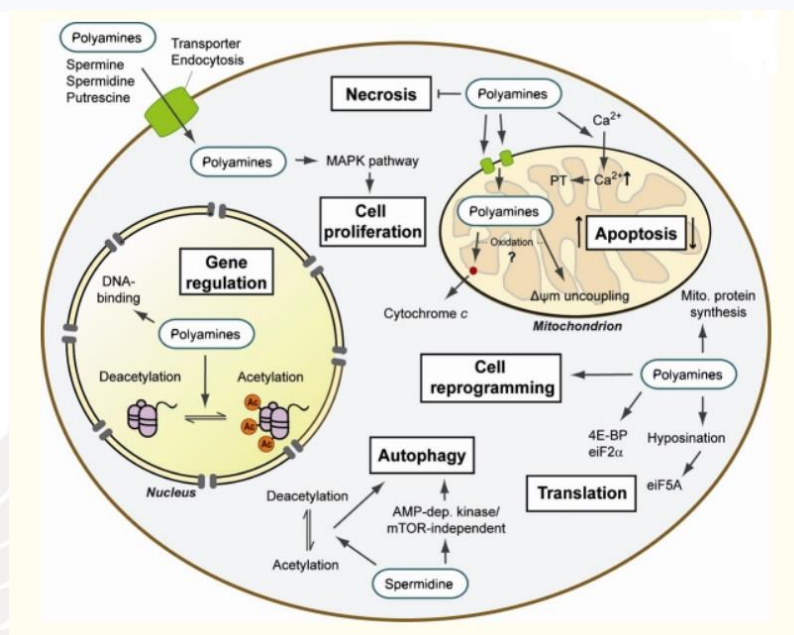 Polyamines
Spermine
Spermidine
Putrescine
Transporter
Endocytosis
Polyamines
MAPK pathway
Cell
proliferation
Necrosis
Polyamines
Ca2+
PT
Ca2+
Polyamines
Oxidation
?
Apoptosis
Δψm uncoupling
Cytochrome c
Mitochondrion
Gene
regulation
DNA-
binding
Polyamines
Deacetylation
Acetylation
Ac
Ac
Ac
Nucleus
Mito. protein
synthesis
Polyamines
Cell
reprogramming
4E-BP
eiF2α
Hyposination
eiF5A
Translation
Autophagy
Deacetylation
Acetylation
AMP-dep. kinase/
mTOR-independent
Spermidine